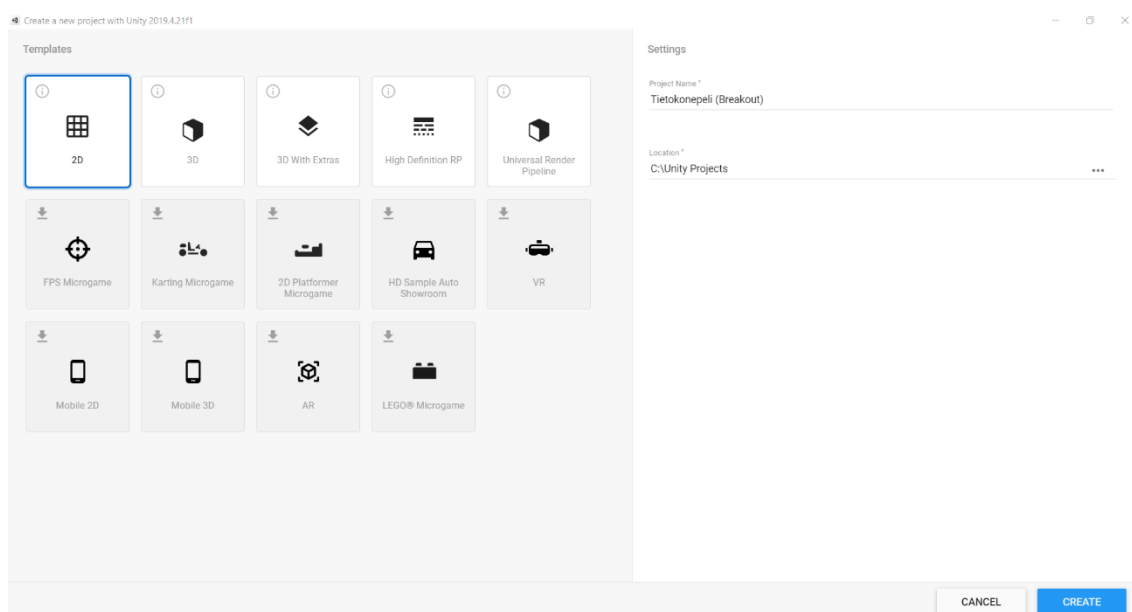 Create a new project with Unity 2019.4.21f1
Templates
Settings
2D
3D
3D With Extras
High Definition RP
Universal Render
Pipeline
Project Name *
Tietokonepeli (Breakout)
Location *
C:\Unity Projects
...
FPS Microgame
Karting Microgame
2D Platformer
Microgame
HD Sample Auto
Showroom
VR
Mobile 2D
Mobile 3D
AR
LEGO® Microgame
CANCEL
CREATE